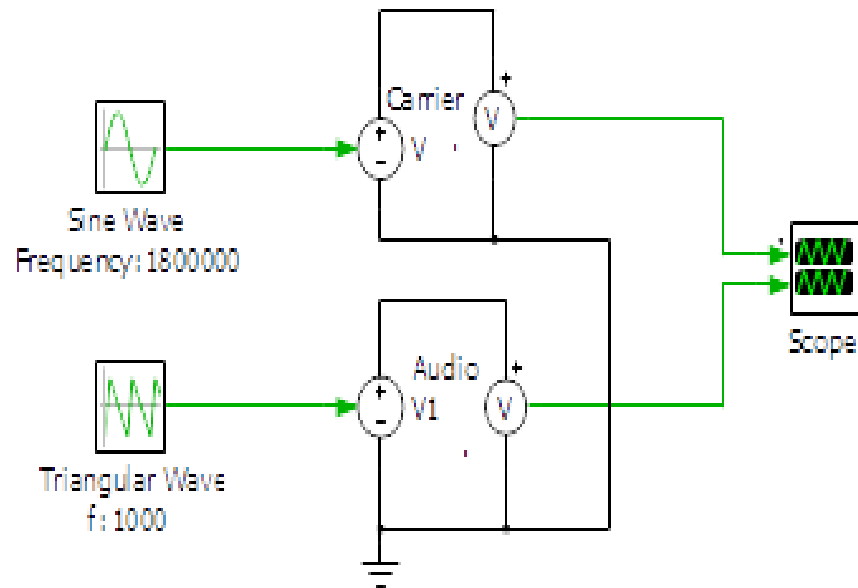 Carrier
V
V
Sine Wave
Frequency: 1800000
Scope
Audio
V1
V
Triangular Wave
f: 1000